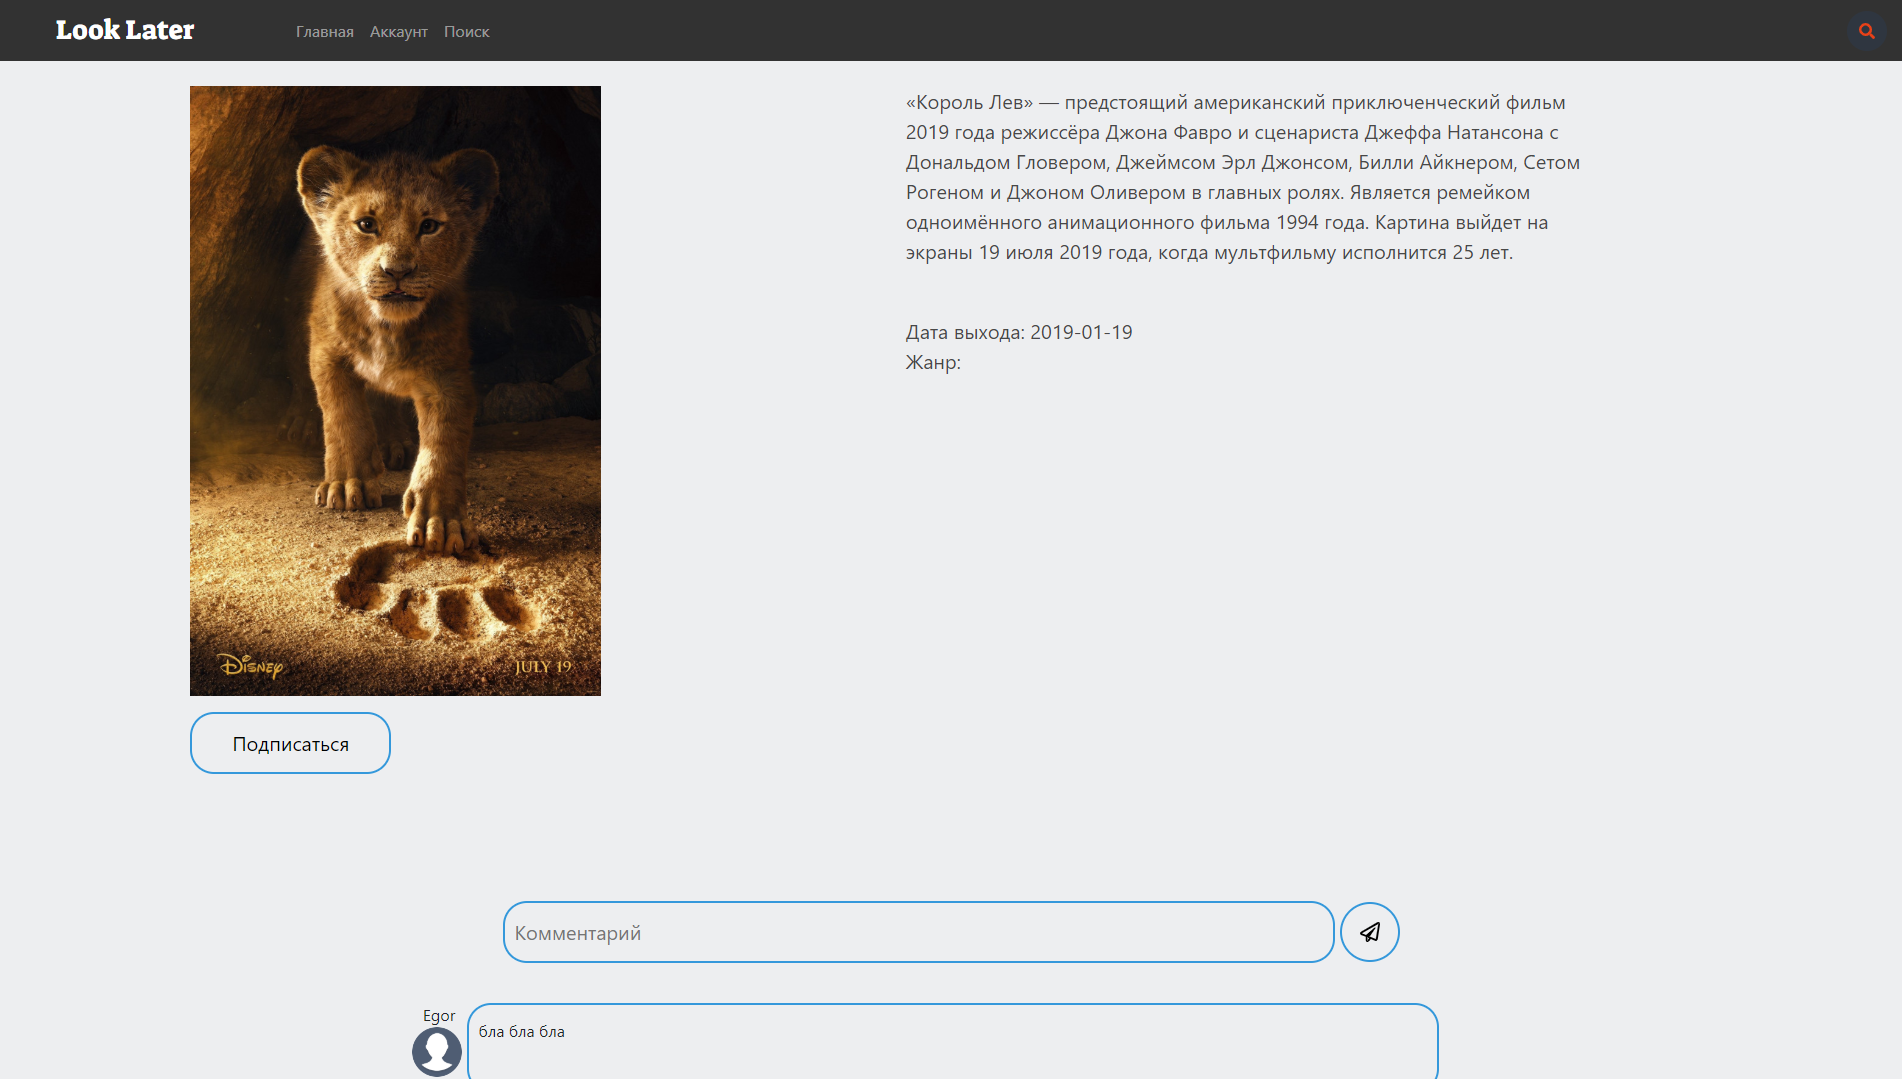 Look Later
Главная Аккаунт Поиск
«Король Лев» — предстоящий американский приключенческий фильм
2019 года режиссёра Джона Фавро и сценариста Джеффа Натансона с
Дональдом Гловером, Джеймсом Эрл Джонсом, Билли Айкнером, Сетом
Рогеном и Джоном Оливером в главных ролях. Является ремейком
одноимённого анимационного фильма 1994 года. Картина выйдет на
экраны 19 июля 2019 года, когда мультфильму исполнится 25 лет.
Дата выхода: 2019-01-19
Жанр:
Disney
JULY 19
Подписаться
Комментарий
Egor
бла бла бла